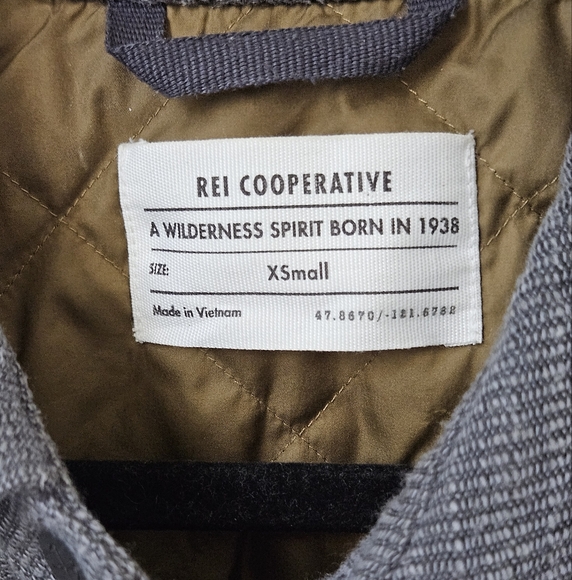 REI COOPERATIVE
A WILDERNESS SPIRIT BORN IN 1938
SIZE: XSmall
Made in Vietnam 47.8670/-121.6782